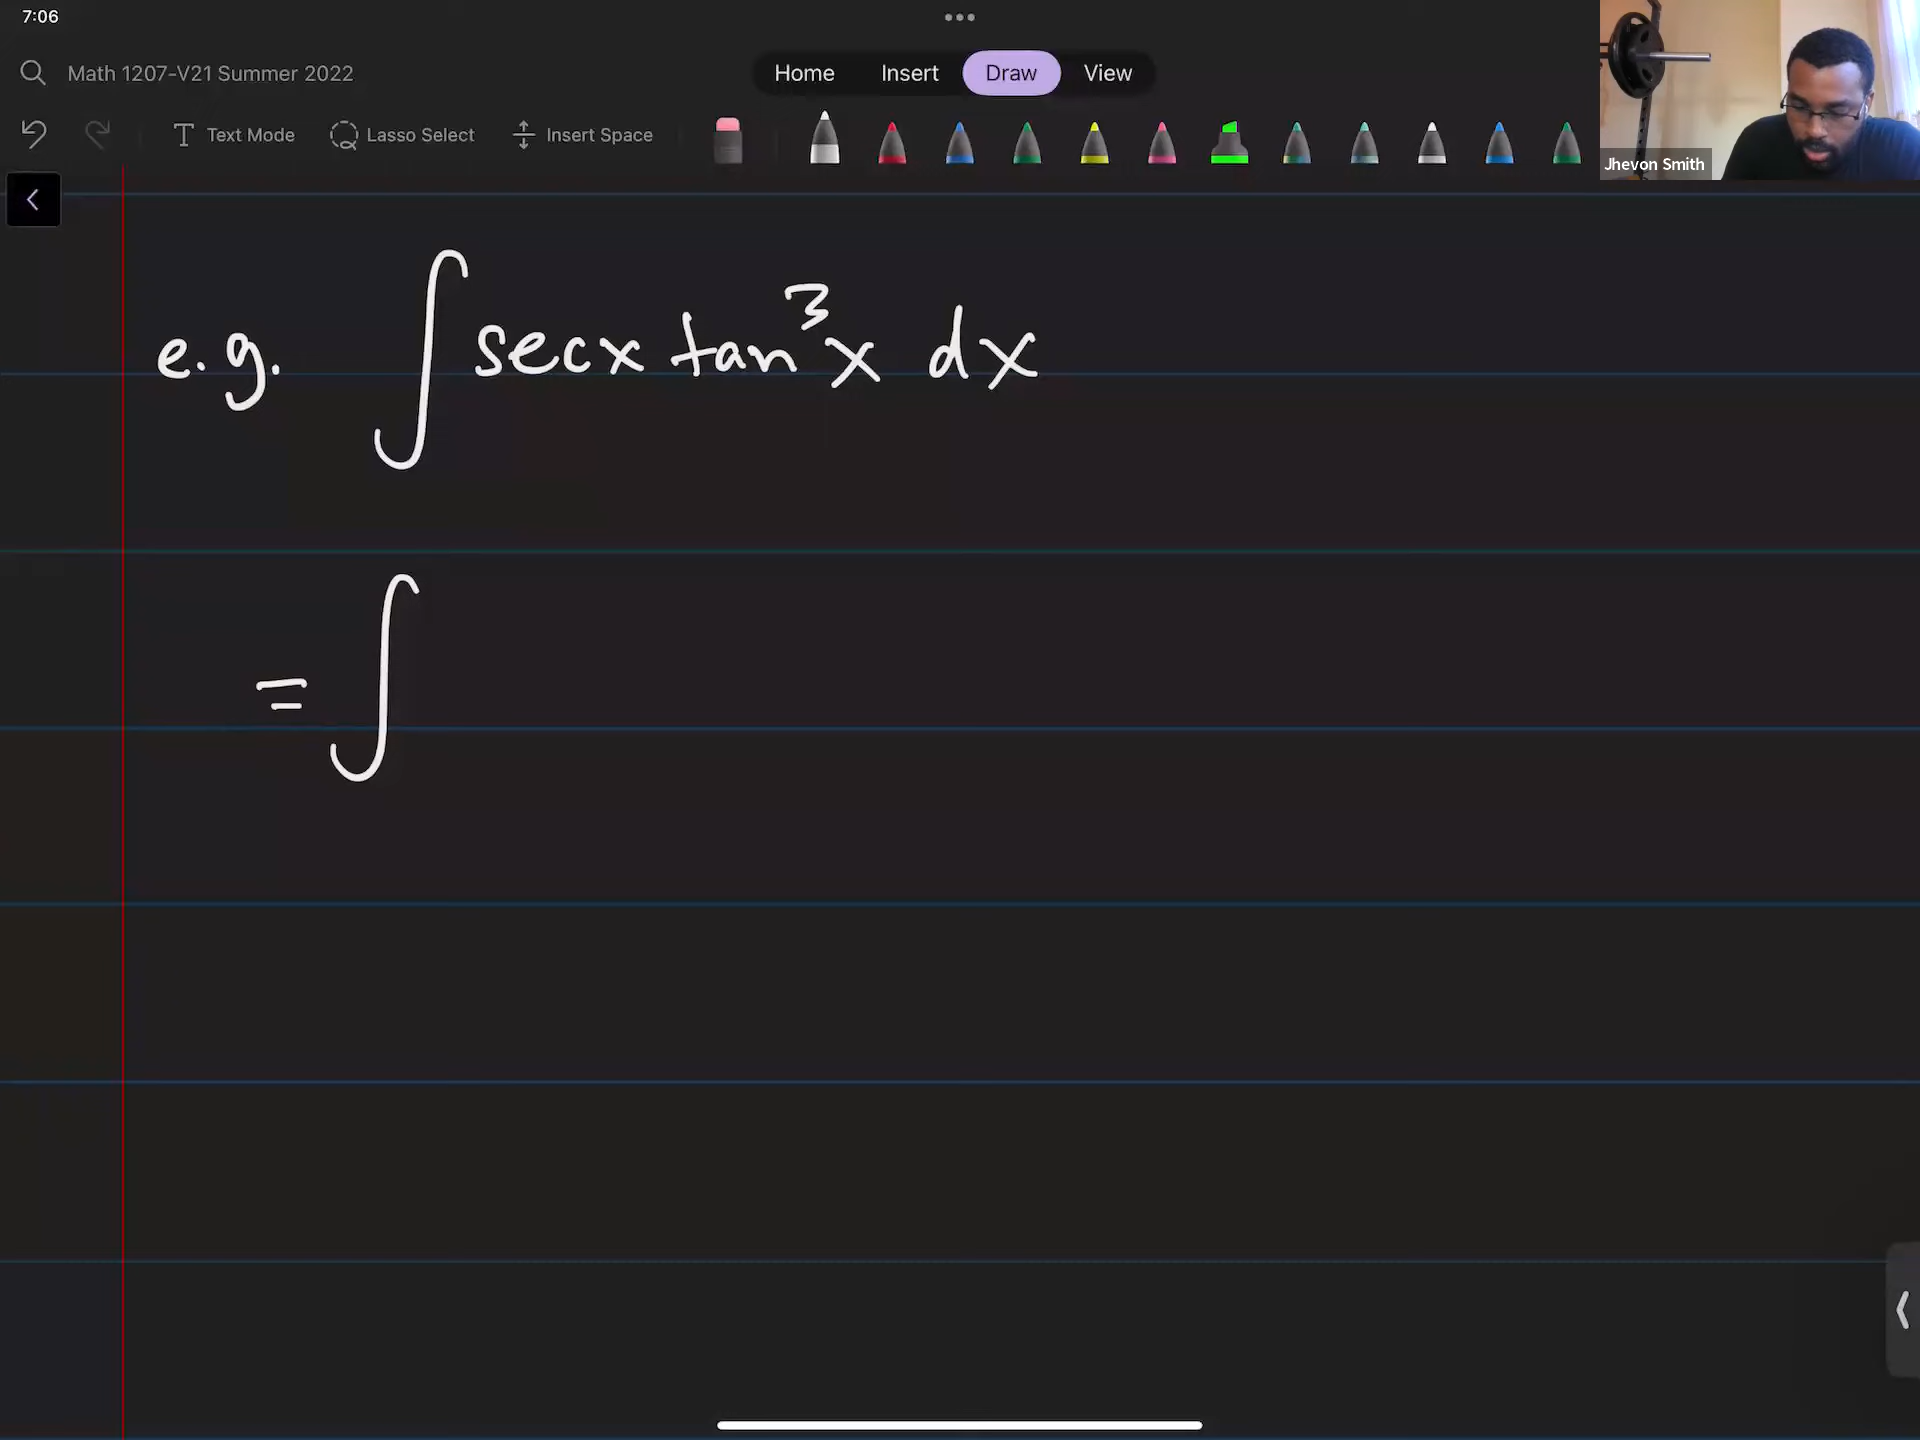 7:06
Math 1207-V21 Summer 2022
Home Insert Draw View
Text Mode Lasso Select Insert Space
Jhevon Smith
e.g. ∫ secx tan³x dx
= ∫